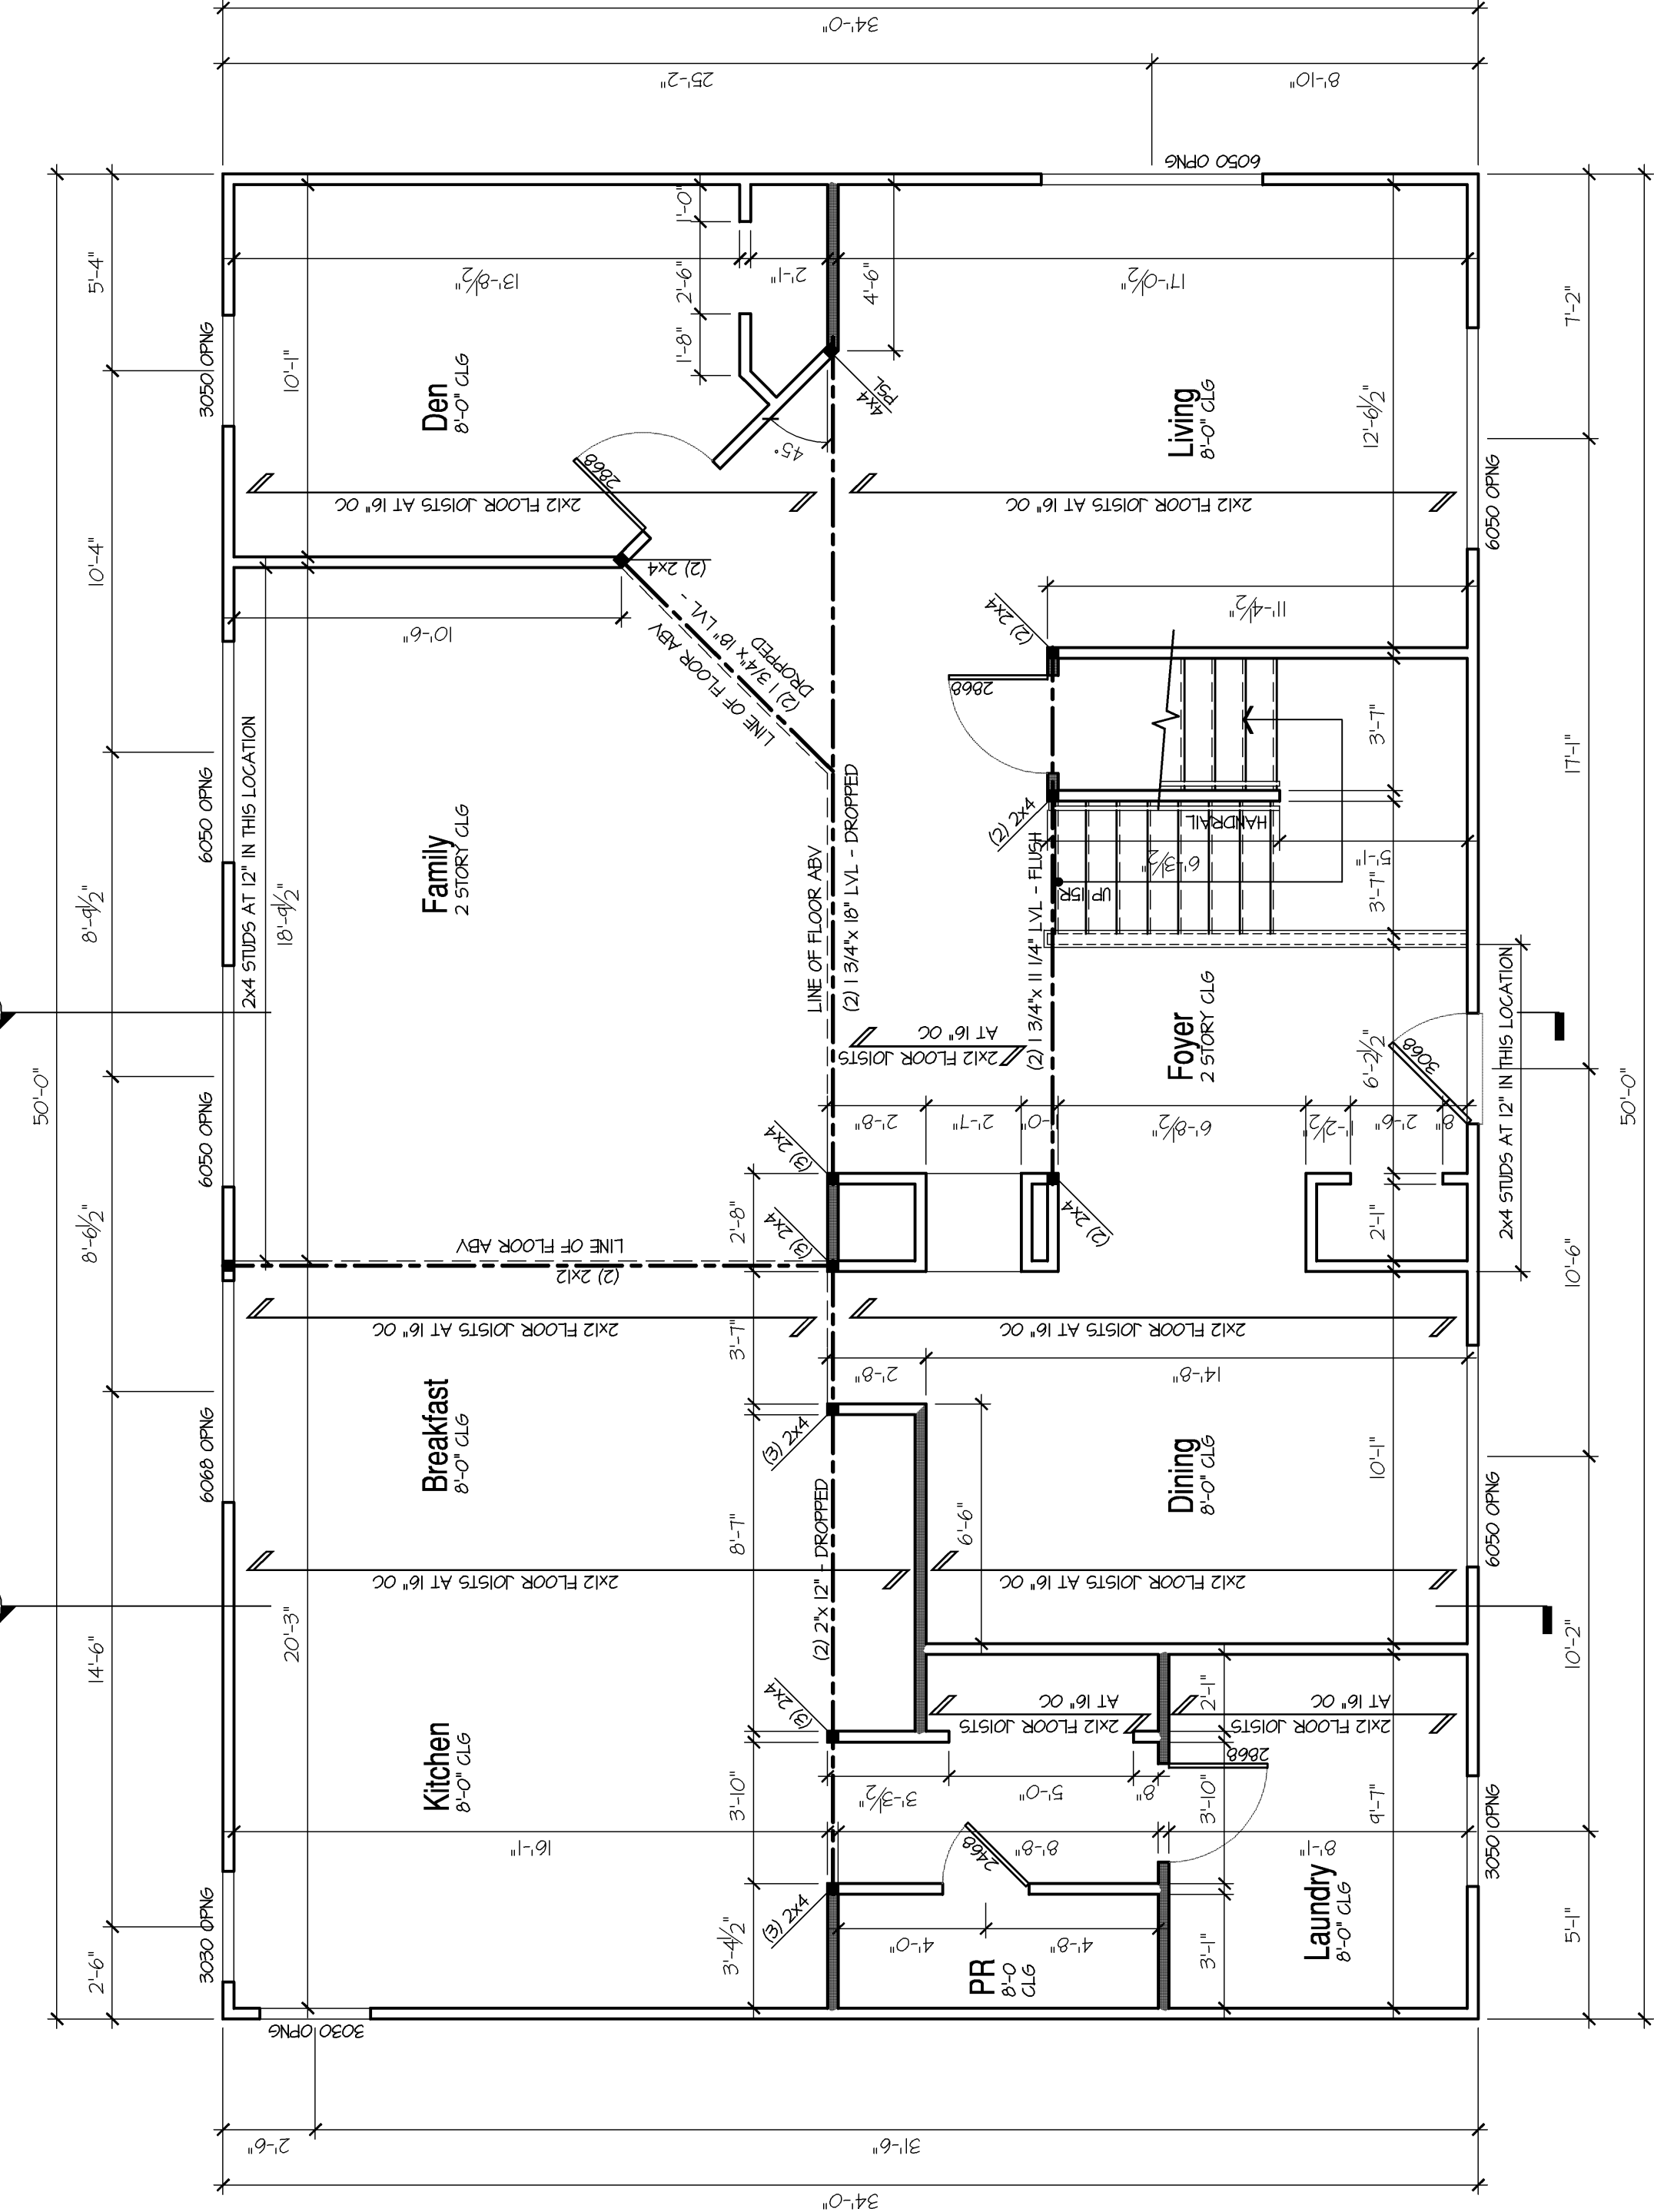 34'-0"
25'-2"
8'-10"
50'-0"
5'-4"
10'-4"
8'-9 1/2"
8'-6 1/2"
14'-6"
2'-6"
3050 OPNG
6050 OPNG
6050 OPNG
6068 OPNG
3030 OPNG
3030 OPNG
2x4 STUDS AT 12" IN THIS LOCATION
10'-1"
18'-9 1/2"
20'-3"
6050 OPNG
Den
8'-0" CLG
13'-8 1/2"
2'-1"
1'-0"
2'-6"
1'-8"
4'-6"
45°
4x4
PSL
2868
2x12 FLOOR JOISTS AT 16" OC
Living
8'-0" CLG
17'-0 1/2"
12'-6 1/2"
2x12 FLOOR JOISTS AT 16" OC
6050 OPNG
Family
2 STORY CLG
10'-6"
(2) 2x4
(2) 1 3/4"x 18" LVL -
DROPPED
LINE OF FLOOR ABV
LINE OF FLOOR ABV
(2) 1 3/4"x 18" LVL - DROPPED
(2) 2x4
11'-4 1/2"
2868
(2) 2x4
HANDRAIL
3'-7"
6'-3 1/2"
5'-1"
3'-7"
UP 15R
(2) 1 3/4"x 11 1/4" LVL - FLUSH
2x12 FLOOR JOISTS
AT 16" OC
Foyer
2 STORY CLG
6'-2 1/2"
3068
2x4 STUDS AT 12" IN THIS LOCATION
2'-8"
2'-7"
1'-0"
6'-8 1/2"
1'-2 1/2"
2'-6"
8"
(3) 2x4
(3) 2x4
(2) 2x4
2'-8"
2'-1"
LINE OF FLOOR ABV
(2) 2x12
Breakfast
8'-0" CLG
2x12 FLOOR JOISTS AT 16" OC
2x12 FLOOR JOISTS AT 16" OC
3'-7"
2'-8"
14'-8"
(3) 2x4
8'-7"
(2) 2"x 12" - DROPPED
6'-6"
Dining
8'-0" CLG
10'-1"
6050 OPNG
2x12 FLOOR JOISTS AT 16" OC
2x12 FLOOR JOISTS AT 16" OC
Kitchen
8'-0" CLG
(3) 2x4
3'-10"
16'-1"
3'-3 1/2"
5'-0"
8"
2x12 FLOOR JOISTS
AT 16" OC
2x12 FLOOR JOISTS
AT 16" OC
2'-1"
2868
3'-10"
8'-8"
8'-1"
9'-7"
2468
(3) 2x4
3'-4 1/2"
4'-0"
4'-8"
3'-1"
PR
8'-0
CLG
Laundry
8'-0" CLG
3050 OPNG
7'-2"
17'-1"
10'-6"
10'-2"
5'-1"
50'-0"
2'-6"
31'-6"
34'-0"